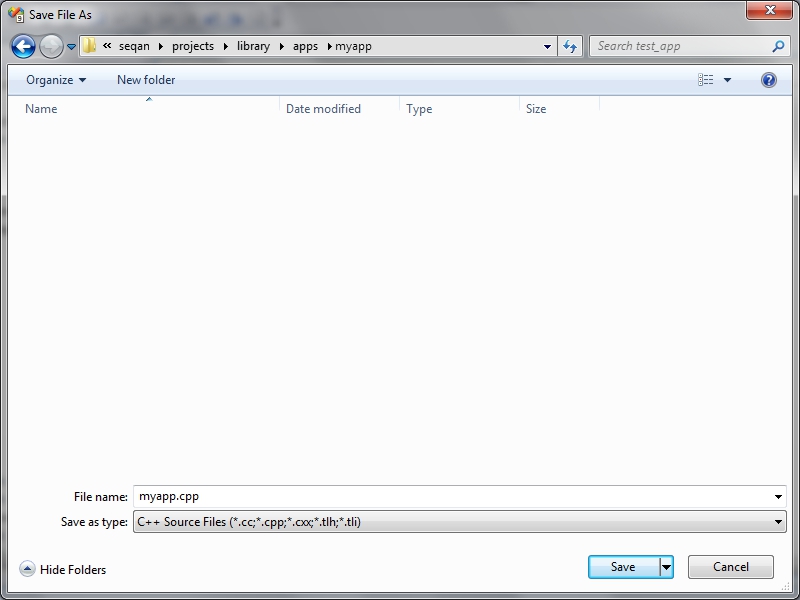 Save File As
« seqan projects library apps myapp
Search test_app
Organize New folder
Name Date modified Type Size
File name: myapp.cpp
Save as type: C++ Source Files (*.cc;*.cpp;*.cxx;*.tlh;*.tli)
Hide Folders Save Cancel